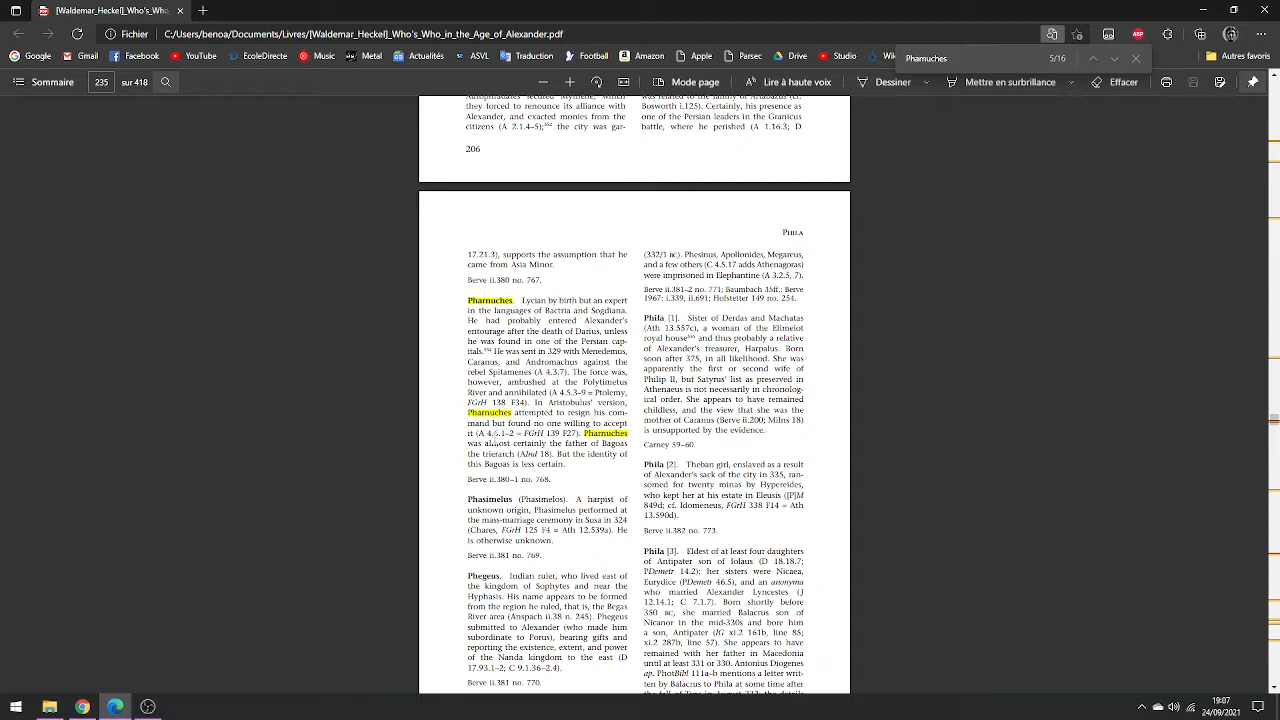 [Waldemar_Heckel]_Who's_Who
Fichier
C:/Users/benoa/Documents/Livres/[Waldemar_Heckel]_Who's_Who_in_the_Age_of_Alexander.pdf
Google
Gmail
Facebook
YouTube
EcoleDirecte
Music
Meet
Actualités
ASVEL
Football
Amazon
Apple
Parsec
Drive
Studio
Autres favoris
Pharnuches
5/16
Sommaire
235
sur 418
Mode page
Lire à haute voix
Dessiner
Mettre en surbrillance
Effacer
they forced to renounce its alliance with
Alexander, and exacted monies from the
citizens (A 2.1.4–5);³⁵² the city was gar-
206
Bosworth i.125). Certainly, his presence as
one of the Persian leaders in the Granicus
battle, where he perished (A 1.16.3; D
PHILA
17.21.3), supports the assumption that he
came from Asia Minor.
Berve ii.380 no. 767.
Pharnuches. Lycian by birth but an expert
in the languages of Bactria and Sogdiana.
He had probably entered Alexander's
entourage after the death of Darius, unless
he was found in one of the Persian cap-
itals.³⁵⁴ He was sent in 329 with Menedemus,
Caranus, and Andromachus against the
rebel Spitamenes (A 4.3.7). The force was,
however, ambushed at the Polytimetus
River and annihilated (A 4.5.3–9 = Ptolemy,
FGrH 138 F34). In Aristobulus' version,
Pharnuches attempted to resign his com-
mand but found no one willing to accept
it (A 4.6.1–2 = FGrH 139 F27). Pharnuches
was almost certainly the father of Bagoas
the trierarch (AInd 18). But the identity of
this Bagoas is less certain.
Berve ii.380–1 no. 768.
Phasimelus (Phasimelos). A harpist of
unknown origin, Phasimelus performed at
the mass-marriage ceremony in Susa in 324
(Chares, FGrH 125 F4 = Ath 12.539a). He
is otherwise unknown.
Berve ii.381 no. 769.
Phegeus. Indian ruler, who lived east of
the kingdom of Sophytes and near the
Hyphasis. His name appears to be formed
from the region he ruled, that is, the Begas
River area (Anspach ii.38 n. 245). Phegeus
submitted to Alexander (who made him
subordinate to Porus), bearing gifts and
reporting the existence, extent, and power
of the Nanda kingdom to the east (D
17.93.1–2; C 9.1.36–2.4).
Berve ii.381 no. 770.
(332/1 BC). Phesinus, Apollonides, Megareus,
and a few others (C 4.5.17 adds Athenagoras)
were imprisoned in Elephantine (A 3.2.5, 7).
Berve ii.381–2 no. 771; Baumbach 35ff.; Berve
1967: i.339, ii.691; Hofstetter 149 no. 254.
Phila [1]. Sister of Derdas and Machatas
(Ath 13.557c), a woman of the Elimeiot
royal house³⁵⁵ and thus probably a relative
of Alexander's treasurer, Harpalus. Born
soon after 375, in all likelihood. She was
apparently the first or second wife of
Philip II, but Satyrus' list as preserved in
Athenaeus is not necessarily in chronolog-
ical order. She appears to have remained
childless, and the view that she was the
mother of Caranus (Berve ii.200; Milns 18)
is unsupported by the evidence.
Carney 59–60.
Phila [2]. Theban girl, enslaved as a result
of Alexander's sack of the city in 335, ran-
somed for twenty minas by Hypereides,
who kept her at his estate in Eleusis ([P]M
849d; cf. Idomeneus, FGrH 338 F14 = Ath
13.590d).
Berve ii.382 no. 773.
Phila [3]. Eldest of at least four daughters
of Antipater son of Iolaus (D 18.18.7;
PDemetr 14.2); her sisters were Nicaea,
Eurydice (PDemetr 46.5), and an anonyma
who married Alexander Lyncestes (J
12.14.1; C 7.1.7). Born shortly before
350 BC, she married Balacrus son of
Nicanor in the mid-330s and bore him
a son, Antipater (IG xi.2 161b, line 85;
xi.2 287b, line 57). She appears to have
remained with her father in Macedonia
until at least 331 or 330. Antonius Diogenes
ap. PhotBibl 111a–b mentions a letter writ-
ten by Balacrus to Phila at some time after
19:07
24/09/2021